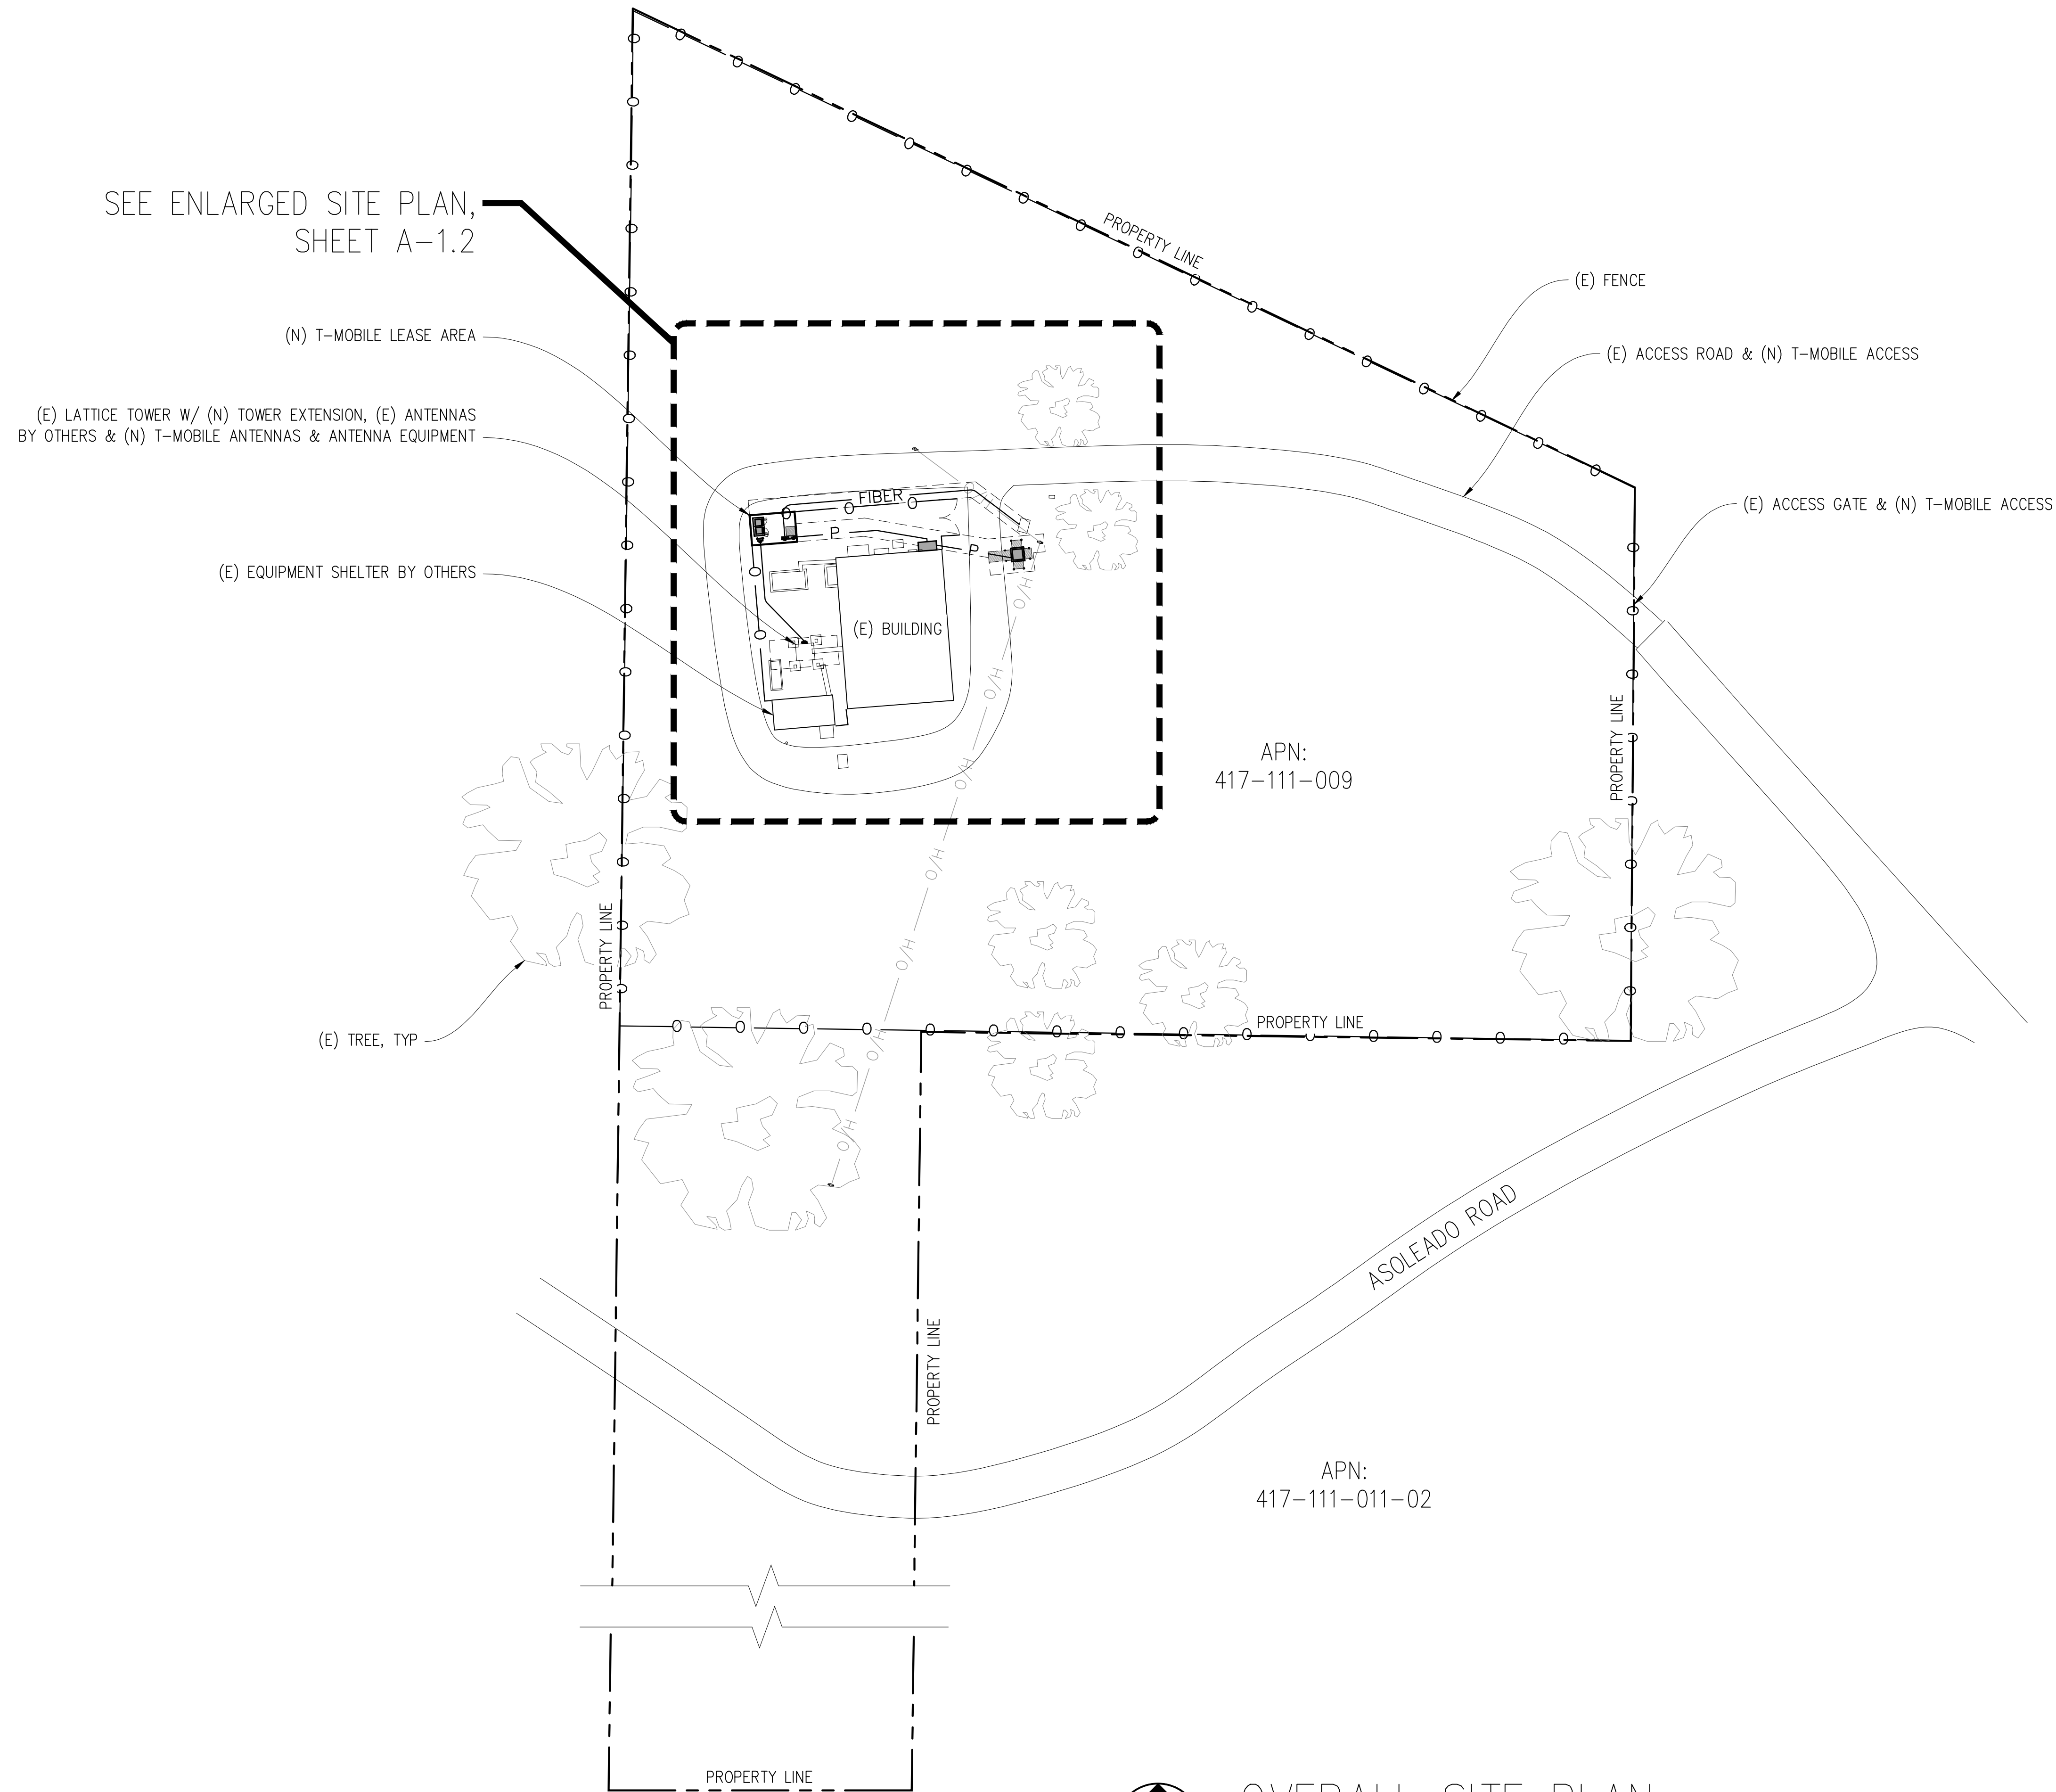 PROPERTY LINE
SEE ENLARGED SITE PLAN,
SHEET A-1.2
(E) FENCE
(N) T-MOBILE LEASE AREA
(E) ACCESS ROAD & (N) T-MOBILE ACCESS
(E) LATTICE TOWER W/ (N) TOWER EXTENSION, (E) ANTENNAS
BY OTHERS & (N) T-MOBILE ANTENNAS & ANTENNA EQUIPMENT
FIBER
(E) ACCESS GATE & (N) T-MOBILE ACCESS
P
P
(E) EQUIPMENT SHELTER BY OTHERS
O/H
O/H
(E) BUILDING
O/H
O/H
PROPERTY LINE
APN:
417-111-009
O/H
O/H
PROPERTY LINE
PROPERTY LINE
O/H
(E) TREE, TYP
O/H
ASOLEADO ROAD
PROPERTY LINE
APN:
417-111-011-02
PROPERTY LINE
OVERALL SITE PLAN